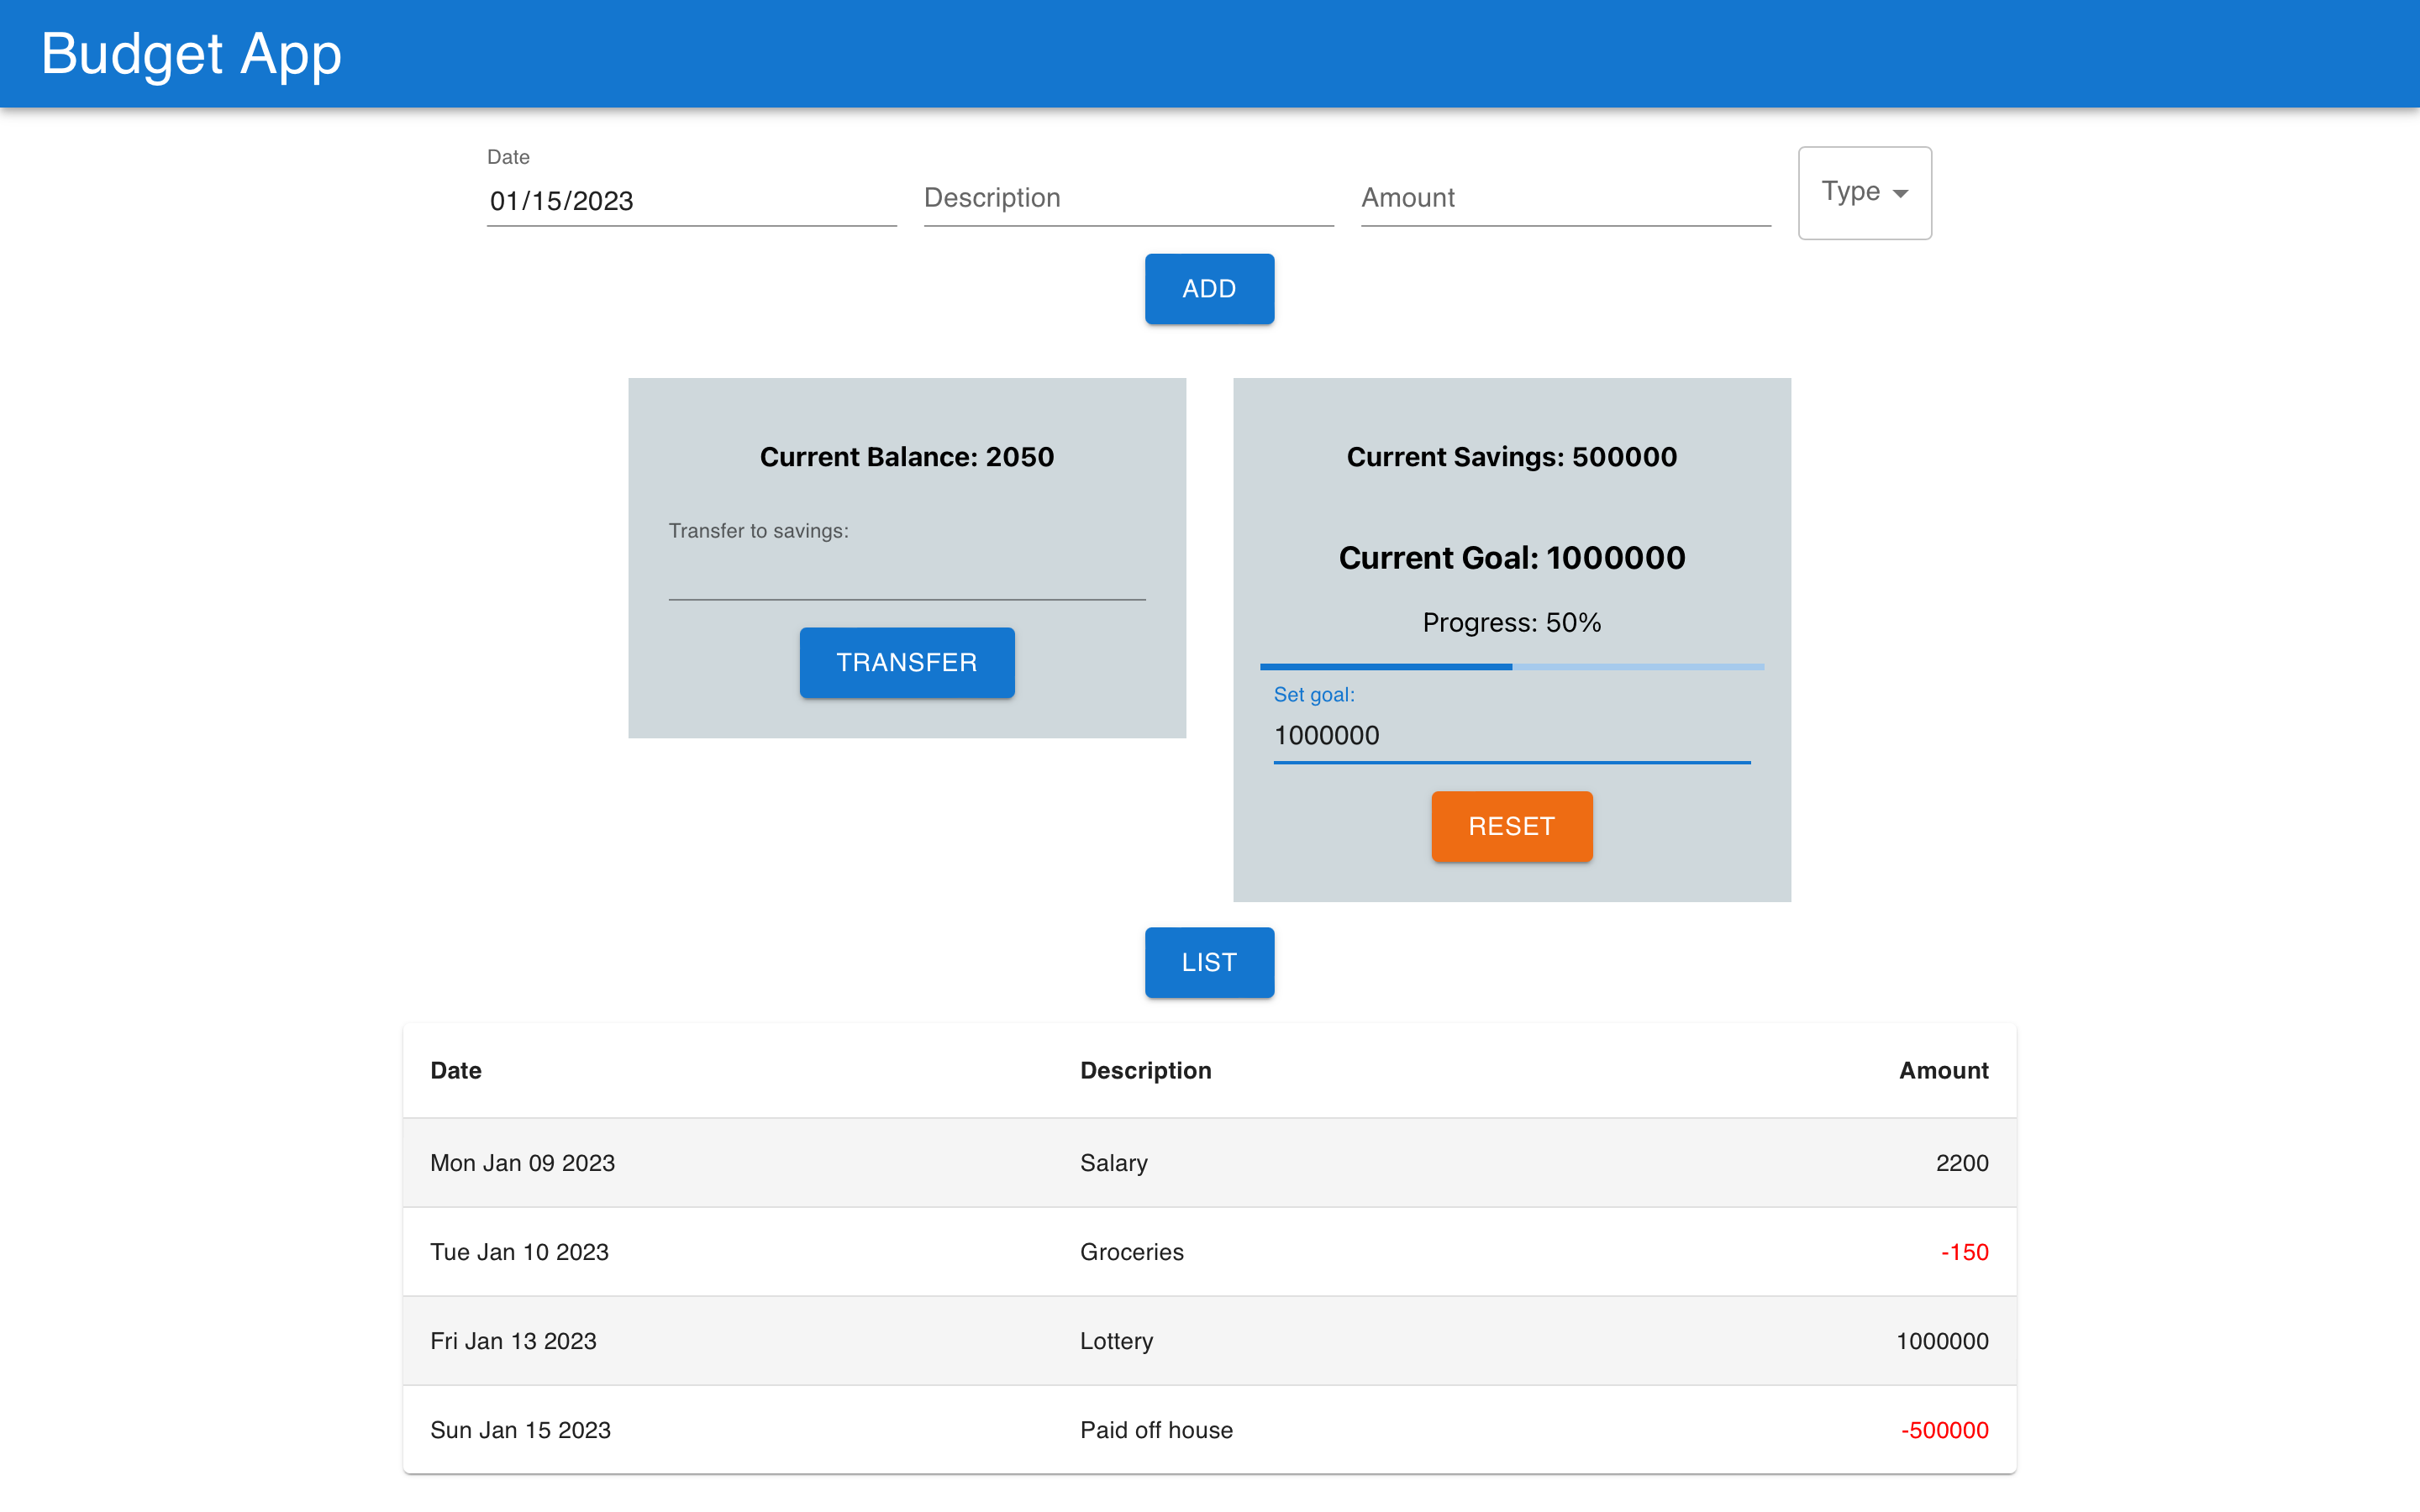 Budget App
Date
01/15/2023
Description
Amount
Type
ADD
Current Balance: 2050
Transfer to savings:
TRANSFER
Current Savings: 500000
Current Goal: 1000000
Progress: 50%
Set goal:
1000000
RESET
LIST
Date Description Amount
Mon Jan 09 2023 Salary 2200
Tue Jan 10 2023 Groceries -150
Fri Jan 13 2023 Lottery 1000000
Sun Jan 15 2023 Paid off house -500000